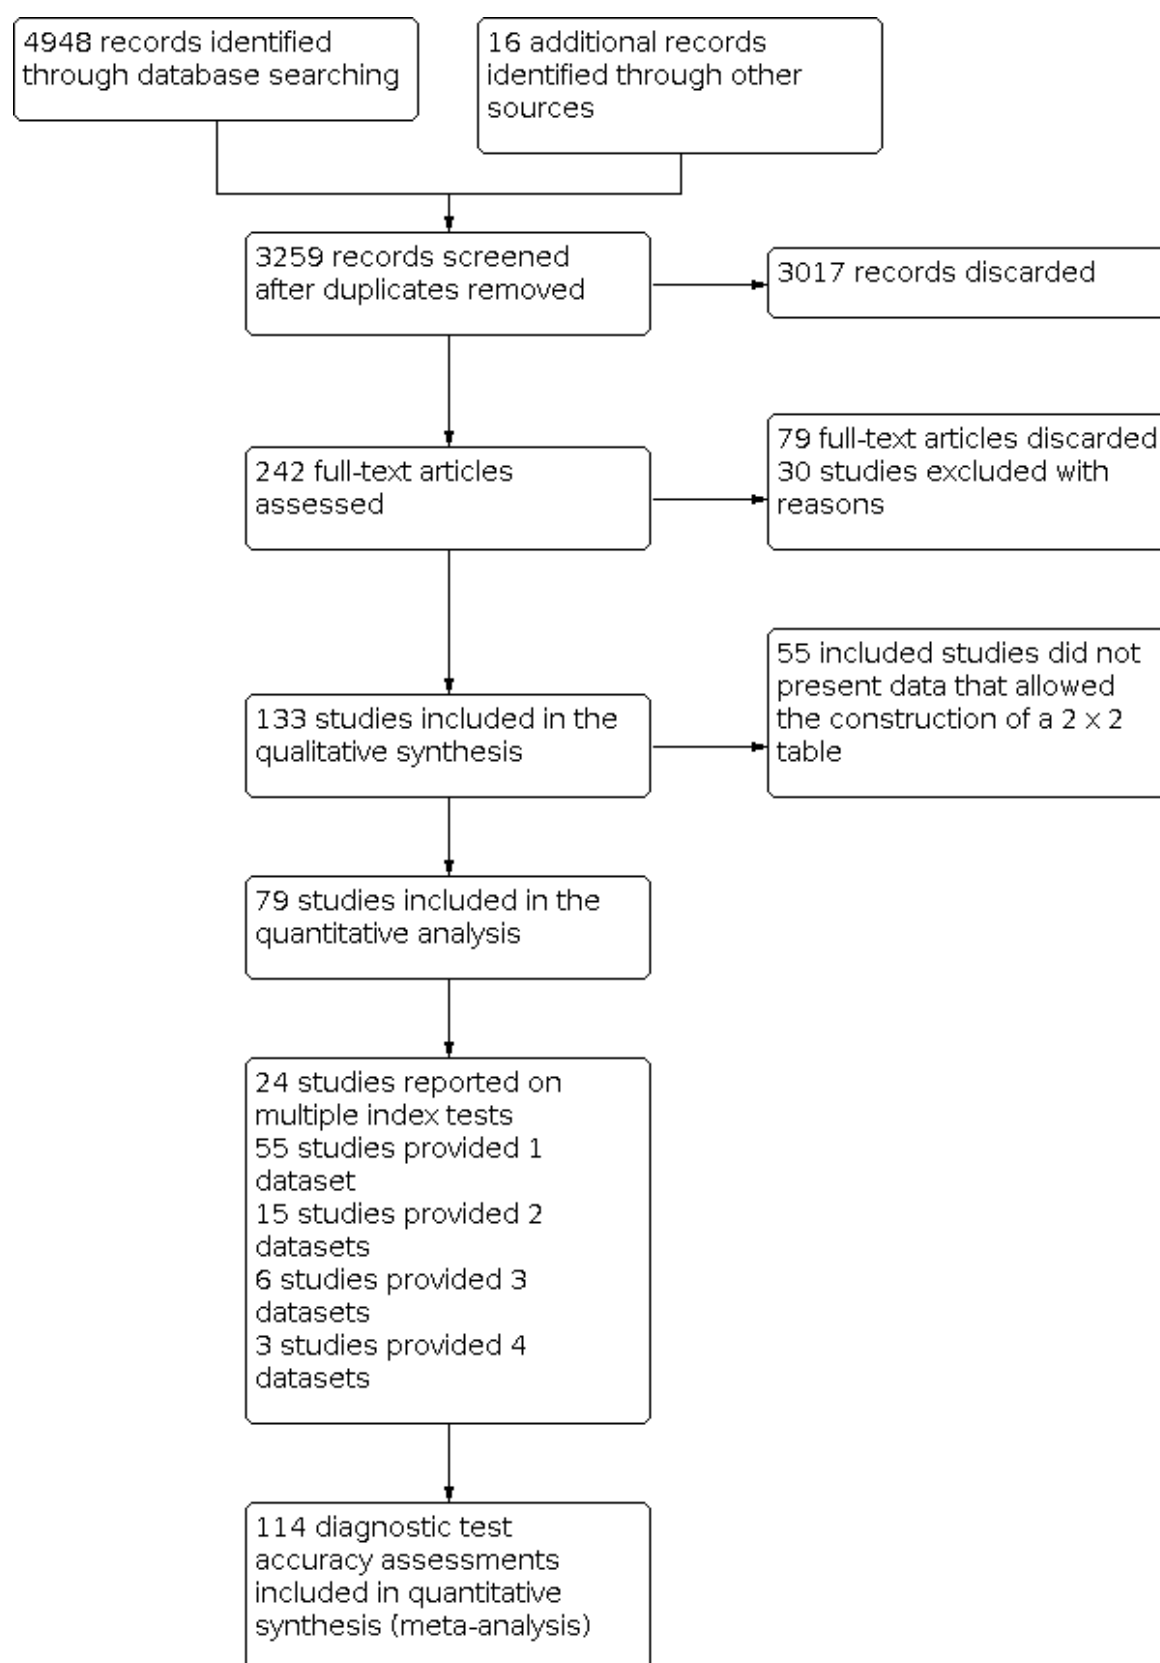 4948 records identified
through database searching
16 additional records
identified through other
sources
3259 records screened
after duplicates removed
3017 records discarded
242 full-text articles
assessed
79 full-text articles discarded
30 studies excluded with
reasons
133 studies included in the
qualitative synthesis
55 included studies did not
present data that allowed
the construction of a 2 x 2
table
79 studies included in the
quantitative analysis
24 studies reported on
multiple index tests
55 studies provided 1
dataset
15 studies provided 2
datasets
6 studies provided 3
datasets
3 studies provided 4
datasets
114 diagnostic test
accuracy assessments
included in quantitative
synthesis (meta-analysis)